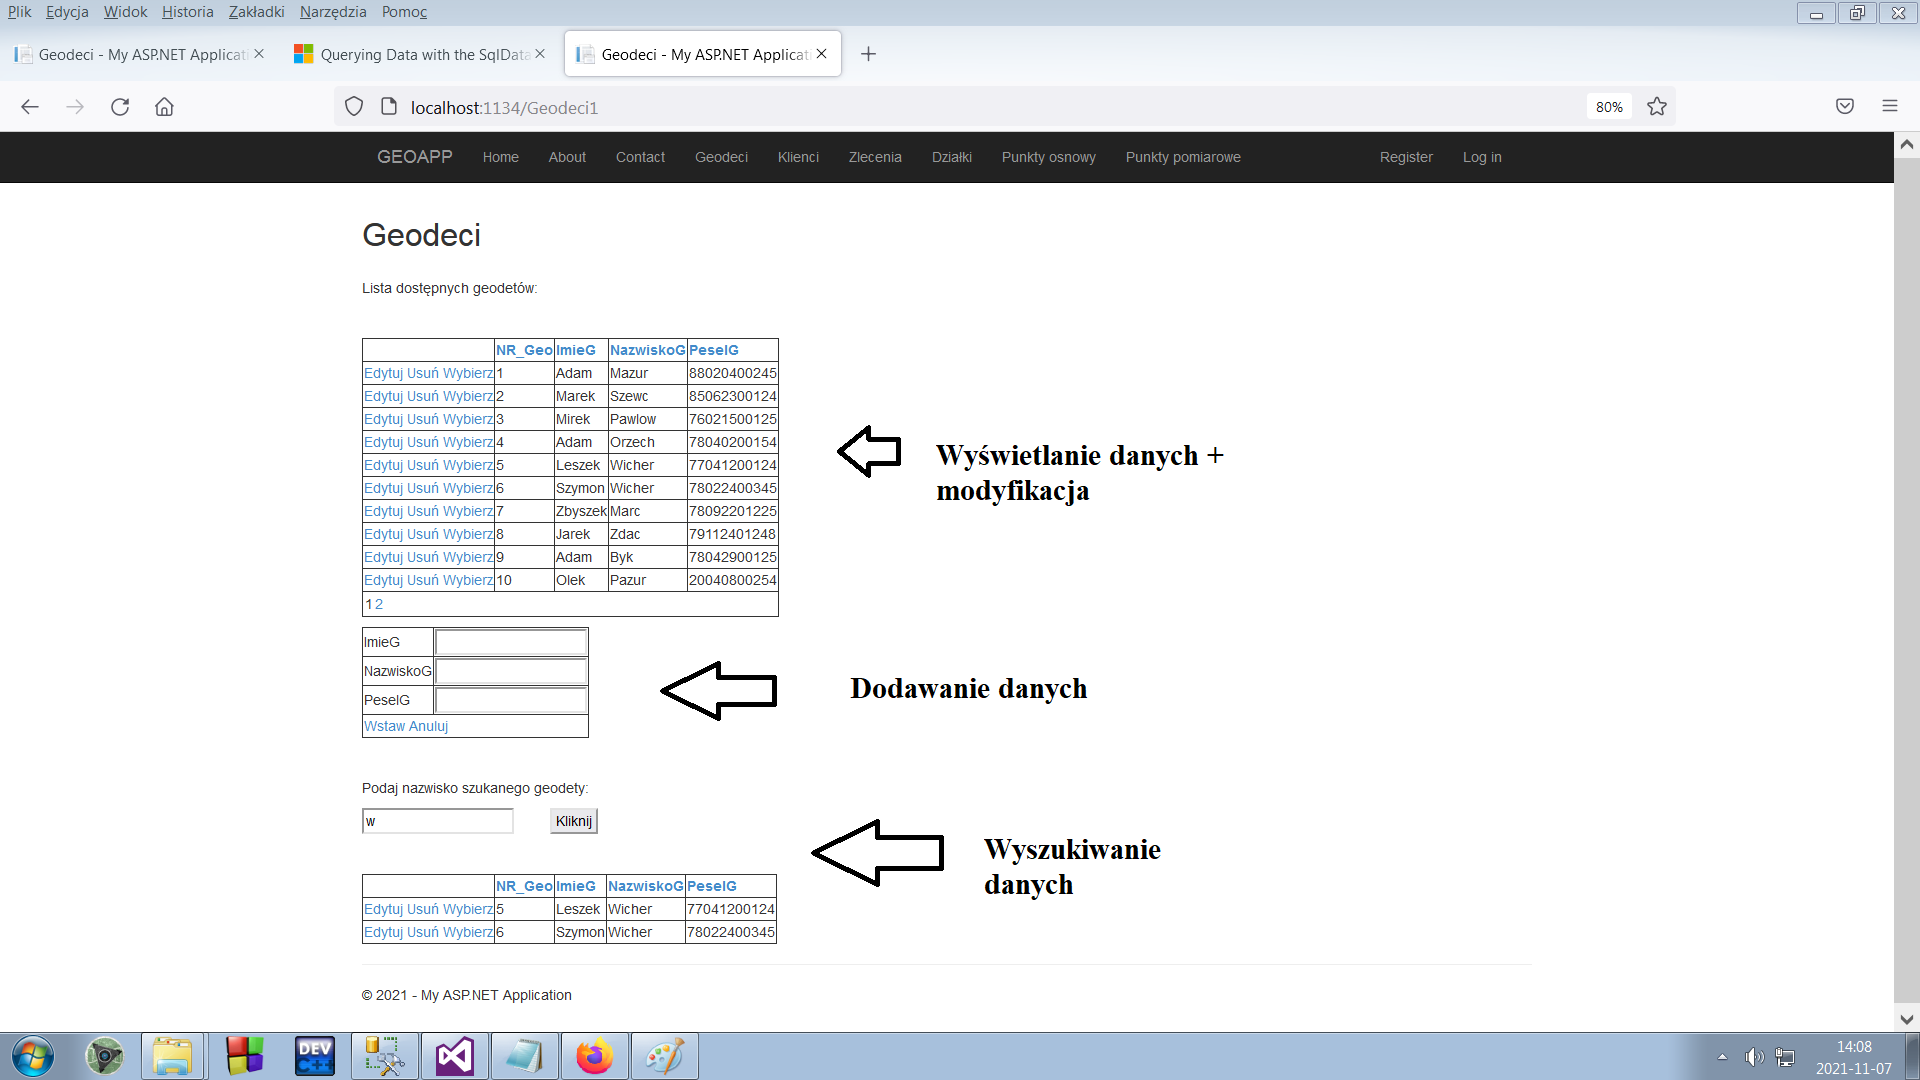 Plik Edycja Widok Historia Zakładki Narzędzia Pomoc
Geodeci - My ASP.NET Applicati Querying Data with the SqlData Geodeci - My ASP.NET Applicati
localhost:1134/Geodeci1 80%
GEOAPP Home About Contact Geodeci Klienci Zlecenia Działki Punkty osnowy Punkty pomiarowe Register Log in
Geodeci
Lista dostępnych geodetów:
NR_Geo ImieG NazwiskoG PeselG
Edytuj Usuń Wybierz 1 Adam Mazur 88020400245
Edytuj Usuń Wybierz 2 Marek Szewc 85062300124
Edytuj Usuń Wybierz 3 Mirek Pawlow 76021500125
Edytuj Usuń Wybierz 4 Adam Orzech 78040200154
Edytuj Usuń Wybierz 5 Leszek Wicher 77041200124
Edytuj Usuń Wybierz 6 Szymon Wicher 78022400345
Edytuj Usuń Wybierz 7 Zbyszek Marc 78092201225
Edytuj Usuń Wybierz 8 Jarek Zdac 79112401248
Edytuj Usuń Wybierz 9 Adam Byk 78042900125
Edytuj Usuń Wybierz 10 Olek Pazur 20040800254
1 2
Wyświetlanie danych +
modyfikacja
ImieG
NazwiskoG
PeselG
Wstaw Anuluj
Dodawanie danych
Podaj nazwisko szukanego geodety:
w Kliknij
Wyszukiwanie
danych
NR_Geo ImieG NazwiskoG PeselG
Edytuj Usuń Wybierz 5 Leszek Wicher 77041200124
Edytuj Usuń Wybierz 6 Szymon Wicher 78022400345
© 2021 - My ASP.NET Application
DEV
C++
14:08
2021-11-07